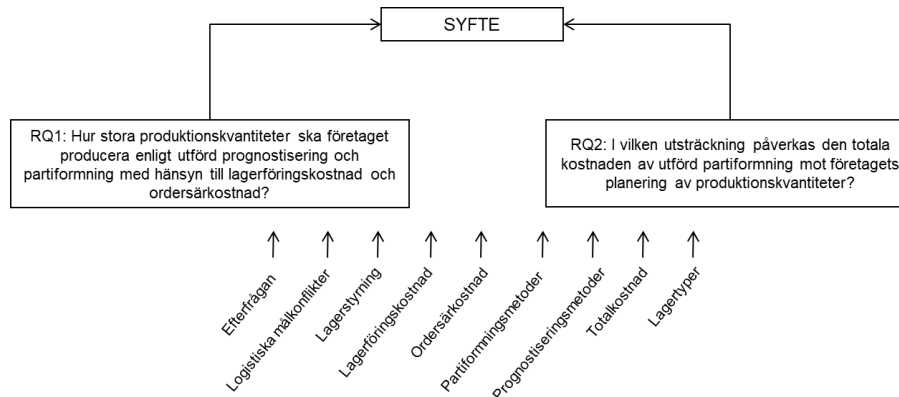 SYFTE
RQ1: Hur stora produktionskvantiteter ska företaget
producera enligt utförd prognostisering och
partiformning med hänsyn till lagerföringskostnad och
ordersärkostnad?
RQ2: I vilken utsträckning påverkas den totala
kostnaden av utförd partiformning mot företagets
planering av produktionskvantiteter?
Efterfrågan
Logistiska målkonflikter
Lagerstyrning
Lagerföringskostnad
Ordersärkostnad
Partiformningsmetoder
Prognostiseringsmetoder
Totalkostnad
Lagertyper